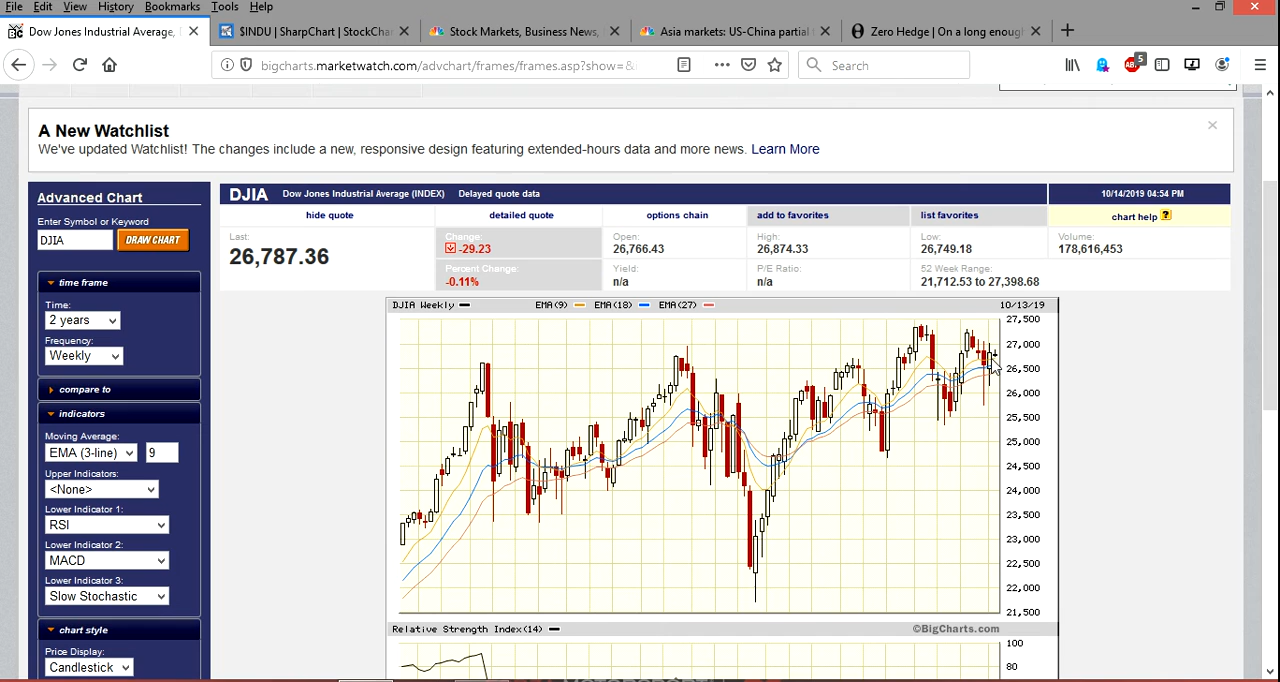 File Edit View History Bookmarks Tools Help
Dow Jones Industrial Average,
$INDU | SharpChart | StockCha
Stock Markets, Business News,
Asia markets: US-China partial t
Zero Hedge | On a long enoug
bigcharts.marketwatch.com/advchart/frames/frames.asp?show=&
Search
ABP
5
A New Watchlist
We've updated Watchlist! The changes include a new, responsive design featuring extended-hours data and more news. Learn More
Advanced Chart
Enter Symbol or Keyword
DJIA
DRAW CHART
time frame
Time:
2 years
Frequency:
Weekly
compare to
indicators
Moving Average:
EMA (3-line)
9
Upper Indicators:
<None>
Lower Indicator 1:
RSI
Lower Indicator 2:
MACD
Lower Indicator 3:
Slow Stochastic
chart style
Price Display:
Candlestick
DJIA Dow Jones Industrial Average (INDEX) Delayed quote data 10/14/2019 04:54 PM
hide quote detailed quote options chain add to favorites list favorites chart help ?
Last: Change: Open: High: Low: Volume:
26,787.36 -29.23 26,766.43 26,874.33 26,749.18 178,616,453
Percent Change: Yield: P/E Ratio: 52 Week Range:
-0.11% n/a n/a 21,712.53 to 27,398.68
DJIA Weekly EMA(9) EMA(18) EMA(27) 10/13/19
27,500
27,000
26,500
26,000
25,500
25,000
24,500
24,000
23,500
23,000
22,500
22,000
21,500
Relative Strength Index(14) ©BigCharts.com
100
80